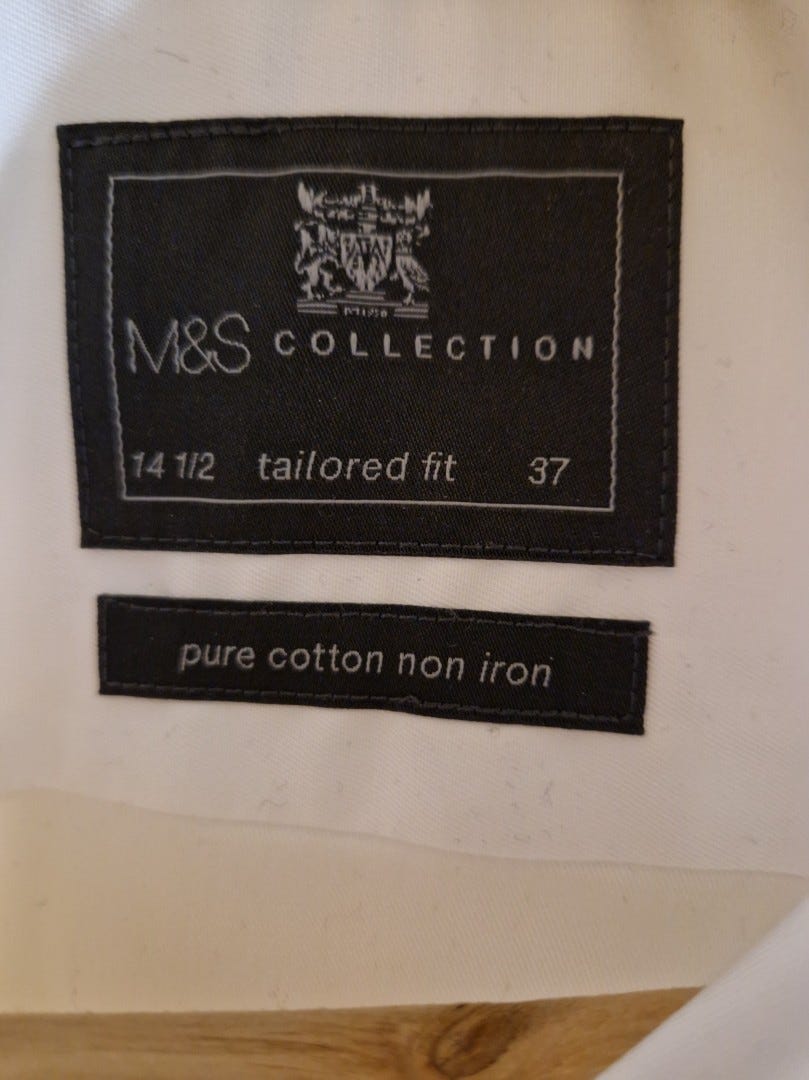 M&S COLLECTION
14 1/2 tailored fit 37
pure cotton non iron